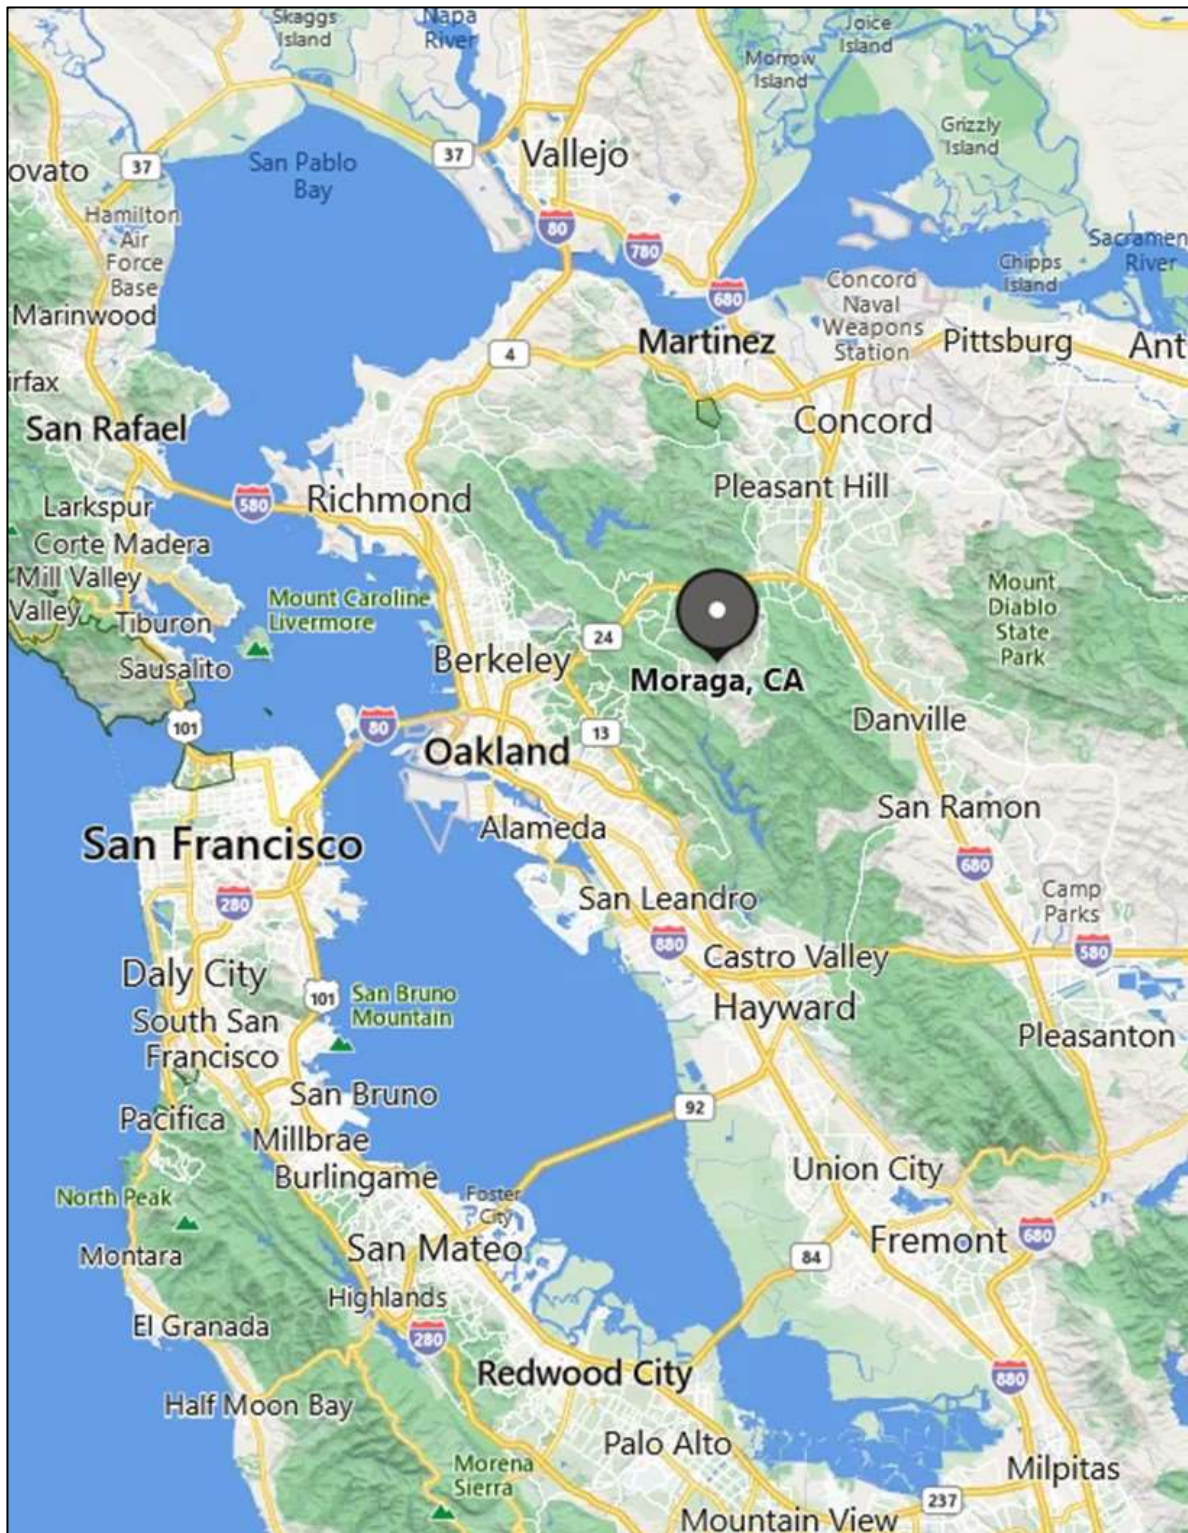 Skaggs
Island
Napa
River
Joice
Island
Morrow
Island
Grizzly
Island
Vallejo
37
37
San Pablo
Bay
ovato
Hamilton
Air
Force
Base
80
780
680
Sacramen
River
Chipps
Island
Concord
Naval
Weapons
Station
Marinwood
Martinez
Pittsburg
Ant
4
irfax
San Rafael
Concord
Pleasant Hill
Larkspur
580
Richmond
Corte Madera
Mill Valley
Valley
Tiburon
Mount Caroline
Livermore
Mount
Diablo
State
Park
24
Sausalito
Berkeley
Moraga, CA
101
80
13
Danville
Oakland
San Ramon
Alameda
San Francisco
680
280
San Leandro
Camp
Parks
880
Castro Valley
580
Daly City
101
San Bruno
Mountain
Hayward
South San
Francisco
Pleasanton
San Bruno
92
Pacifica
Millbrae
Burlingame
Union City
North Peak
Foster
City
Montara
San Mateo
84
Fremont
680
Highlands
El Granada
280
Redwood City
880
Half Moon Bay
Palo Alto
Morena
Sierra
Milpitas
237
Mountain View